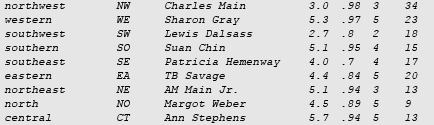 northwest NW Charles Main 3.0 .98 3 34
western WE Sharon Gray 5.3 .97 5 23
southwest SW Lewis Dalsass 2.7 .8 2 18
southern SO Suan Chin 5.1 .95 4 15
southeast SE Patricia Hemenway 4.0 .7 4 17
eastern EA TB Savage 4.4 .84 5 20
northeast NE AM Main Jr. 5.1 .94 3 13
north NO Margot Weber 4.5 .89 5 9
central CT Ann Stephens 5.7 .94 5 13